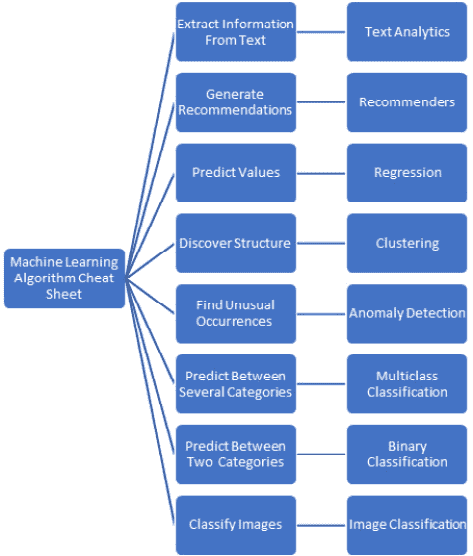 Extract Information
From Text
Text Analytics
Generate
Recommendations
Recommenders
Predict Values
Regression
Discover Structure
Clustering
Machine Learning
Algorithm Cheat
Sheet
Find Unusual
Occurrences
Anomaly Detection
Predict Between
Several Categories
Multiclass
Classification
Predict Between
Two Categories
Binary
Classification
Classify Images
Image Classification